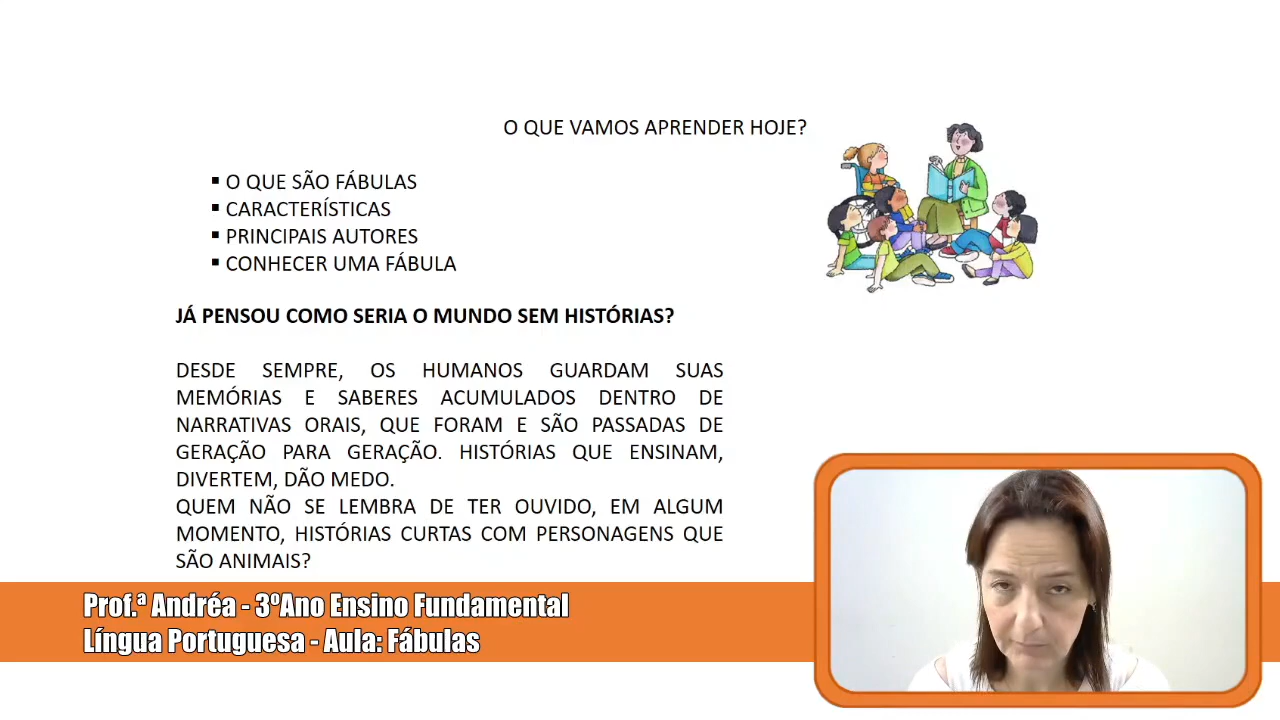 O QUE VAMOS APRENDER HOJE?
▪ O QUE SÃO FÁBULAS
▪ CARACTERÍSTICAS
▪ PRINCIPAIS AUTORES
▪ CONHECER UMA FÁBULA
JÁ PENSOU COMO SERIA O MUNDO SEM HISTÓRIAS?
DESDE SEMPRE, OS HUMANOS GUARDAM SUAS
MEMÓRIAS E SABERES ACUMULADOS DENTRO DE
NARRATIVAS ORAIS, QUE FORAM E SÃO PASSADAS DE
GERAÇÃO PARA GERAÇÃO. HISTÓRIAS QUE ENSINAM,
DIVERTEM, DÃO MEDO.
QUEM NÃO SE LEMBRA DE TER OUVIDO, EM ALGUM
MOMENTO, HISTÓRIAS CURTAS COM PERSONAGENS QUE
SÃO ANIMAIS?
Prof.ª Andréa - 3ºAno Ensino Fundamental
Língua Portuguesa - Aula: Fábulas